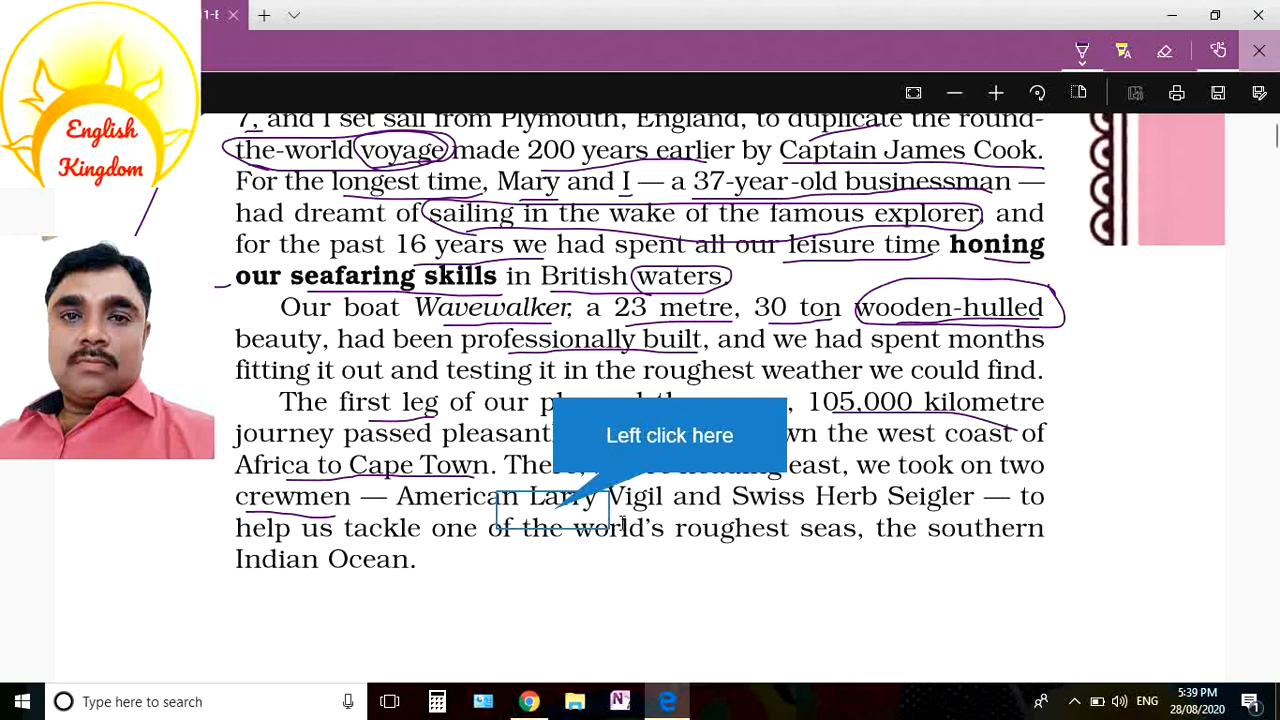 1-E
English
Kingdom
7, and I set sail from Plymouth, England, to duplicate the round-
the-world voyage made 200 years earlier by Captain James Cook.
For the longest time, Mary and I — a 37-year-old businessman —
had dreamt of sailing in the wake of the famous explorer, and
for the past 16 years we had spent all our leisure time honing
our seafaring skills in British waters.
Our boat Wavewalker, a 23 metre, 30 ton wooden-hulled
beauty, had been professionally built, and we had spent months
fitting it out and testing it in the roughest weather we could find.
The first leg of our 105,000 kilometre
journey passed the west coast of
Africa to Cape Town. east, we took on two
crewmen — American Larry Vigil and Swiss Herb Seigler — to
help us tackle one of the world's roughest seas, the southern
Indian Ocean.
Left click here
Type here to search
ENG
5:39 PM
28/08/2020
1